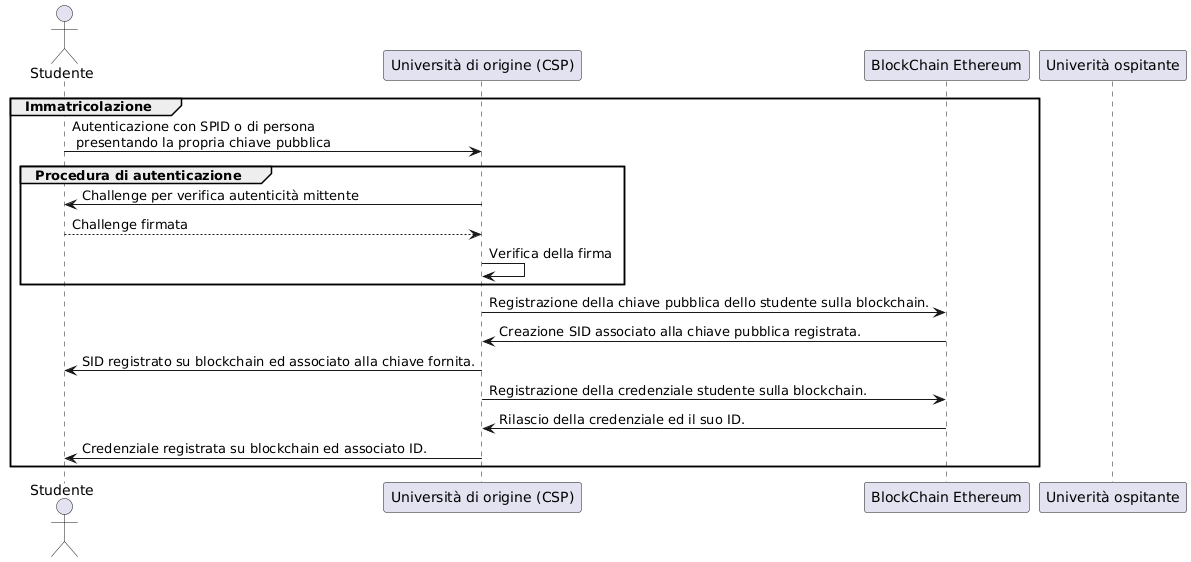 Studente
Università di origine (CSP)
BlockChain Ethereum
Univerità ospitante
Immatricolazione
Autenticazione con SPID o di persona
presentando la propria chiave pubblica
Procedura di autenticazione
Challenge per verifica autenticità mittente
Challenge firmata
Verifica della firma
Registrazione della chiave pubblica dello studente sulla blockchain.
Creazione SID associato alla chiave pubblica registrata.
SID registrato su blockchain ed associato alla chiave fornita.
Registrazione della credenziale studente sulla blockchain.
Rilascio della credenziale ed il suo ID.
Credenziale registrata su blockchain ed associato ID.
Studente
Università di origine (CSP)
BlockChain Ethereum
Univerità ospitante